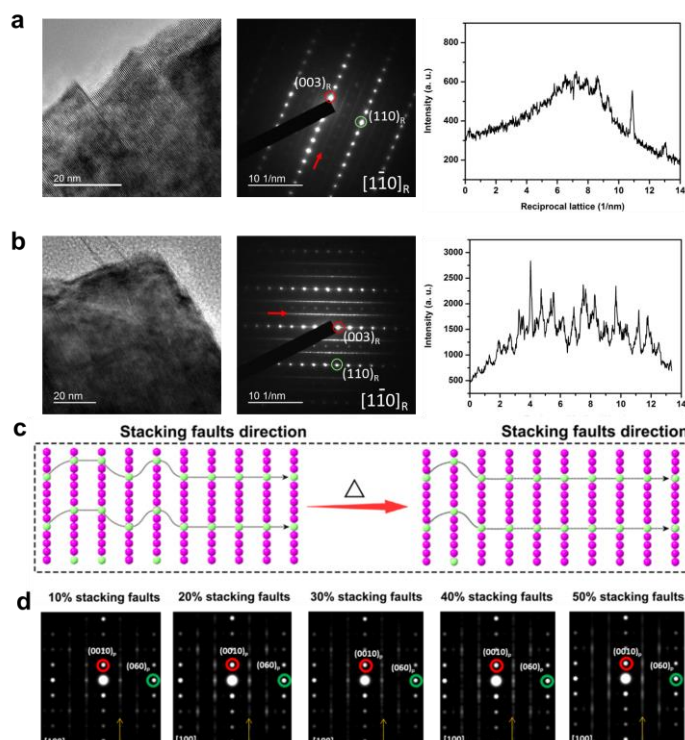 a
20 nm
(003)R
(110)R
10 1/nm
[11̄0]R
Intensity (a. u.)
800
600
400
200
0 1 2 4 6 8 10 12 14
Reciprocal lattice (1/nm)
b
20 nm
(003)R
(110)R
10 1/nm
[11̄0]R
Intensity (a. u.)
3000
2500
2000
1500
1000
500
0 2 4 6 8 10 12 14
c
Stacking faults direction
Stacking faults direction
△
d
10% stacking faults
20% stacking faults
30% stacking faults
40% stacking faults
50% stacking faults
(0010)P
(060)P
(0010)P
(060)P
(0010)P
(060)P
(0010)P
(060)P
(0010)P
(060)P
[100]
[100]
[100]
[100]
[100]